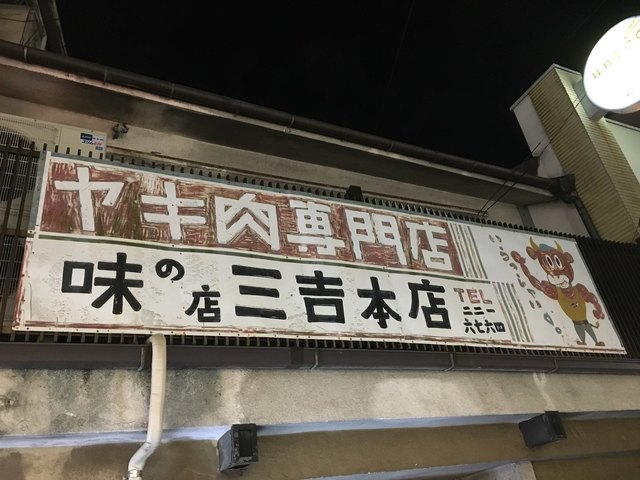 ヤキ肉専門店
味の店三吉本店
TEL
二二一
六七六四
いらっしゃい